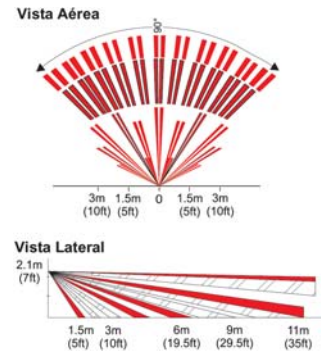 Vista Aérea
90°
3m 1.5m 0 1.5m 3m
(10ft) (5ft) (5ft) (10ft)
Vista Lateral
2.1m
(7ft)
1.5m 3m 6m 9m 11m
(5ft) (10ft) (19.5ft) (29.5ft) (35ft)